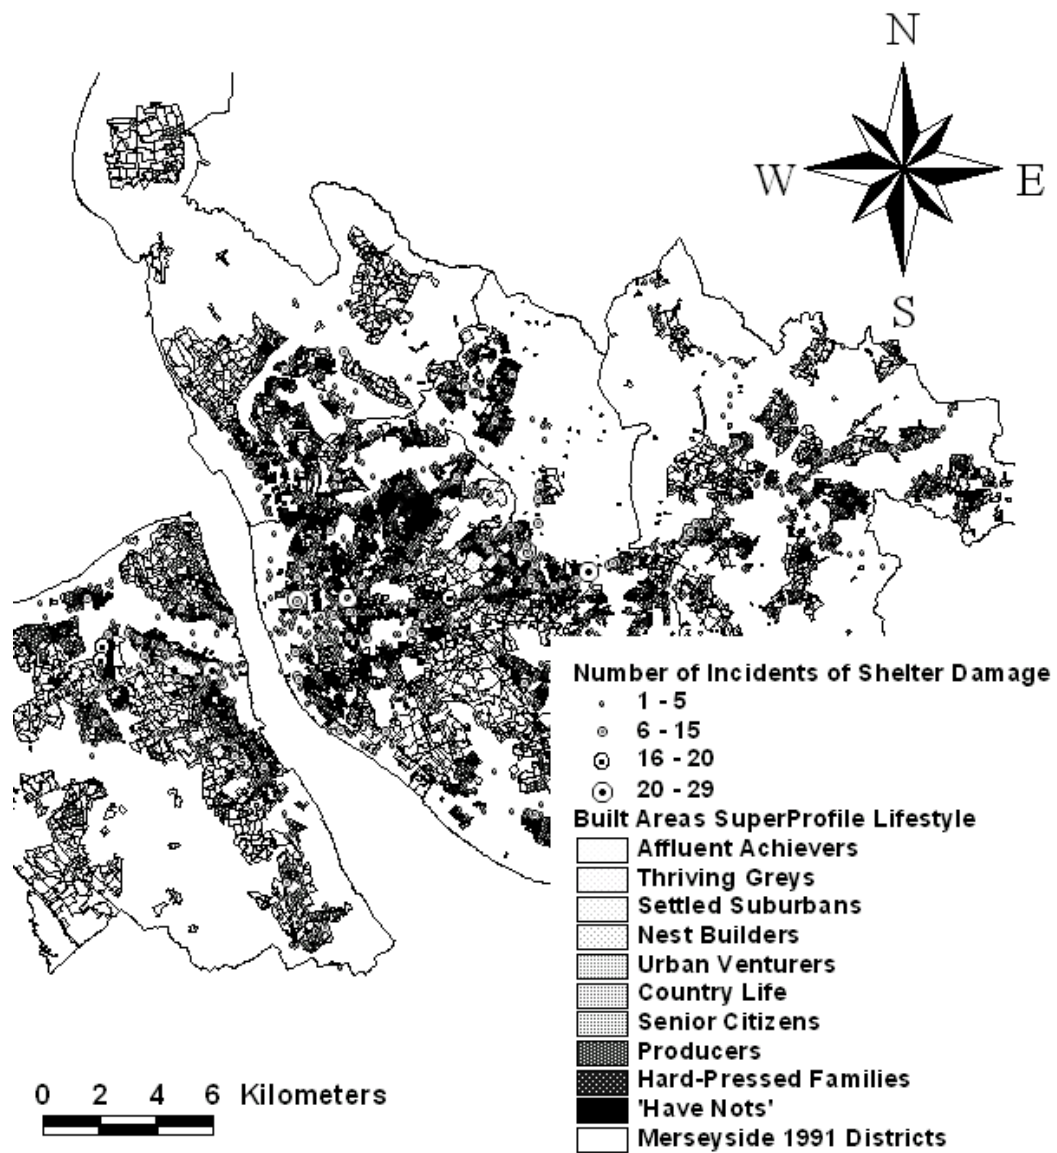 N
W E
S
Number of Incidents of Shelter Damage
1 - 5
6 - 15
16 - 20
20 - 29
Built Areas SuperProfile Lifestyle
Affluent Achievers
Thriving Greys
Settled Suburbans
Nest Builders
Urban Venturers
Country Life
Senior Citizens
Producers
Hard-Pressed Families
'Have Nots'
Merseyside 1991 Districts
0 2 4 6 Kilometers